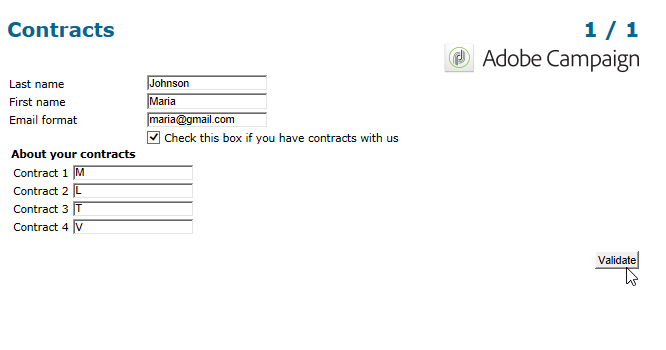 Contracts 1 / 1
Adobe Campaign
Last name Johnson
First name Maria
Email format maria@gmail.com
Check this box if you have contracts with us
About your contracts
Contract 1 M
Contract 2 L
Contract 3 T
Contract 4 V
Validate